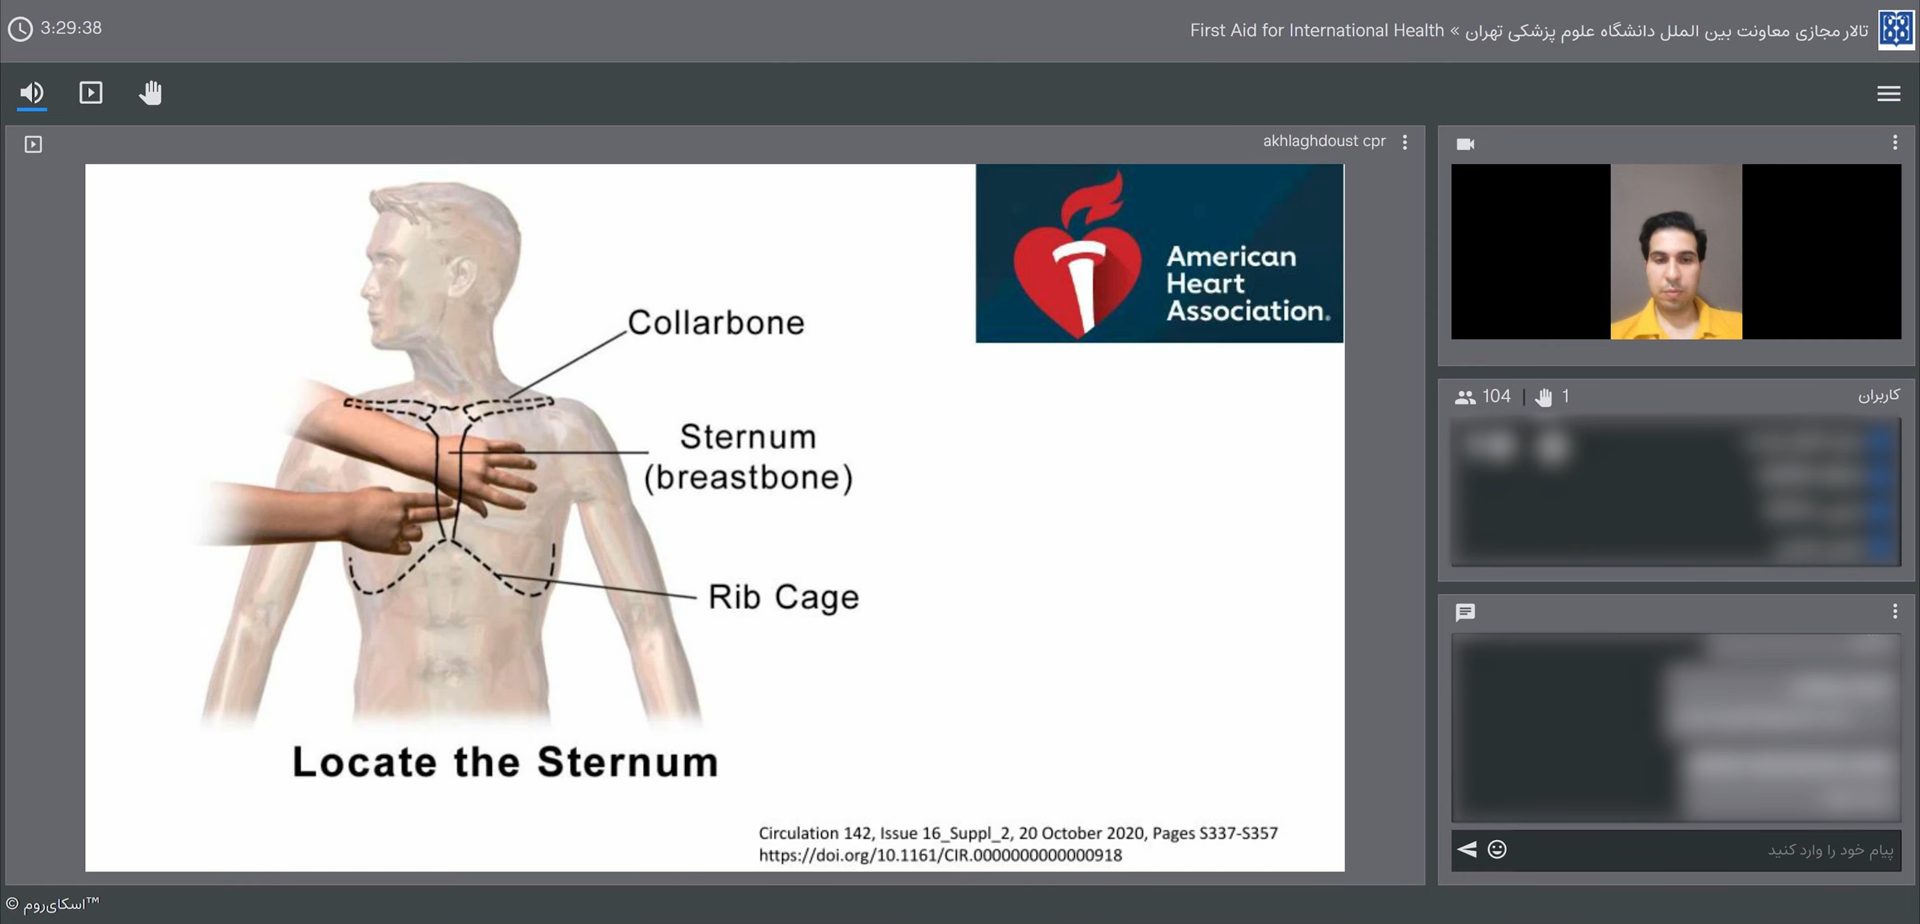 3:29:38
تالار مجازی معاونت بین الملل دانشگاه علوم پزشکی تهران » First Aid for International Health
akhlaghdoust cpr
American
Heart
Association.
Collarbone
Sternum
(breastbone)
Rib Cage
Locate the Sternum
Circulation 142, Issue 16_Suppl_2, 20 October 2020, Pages S337-S357
https://doi.org/10.1161/CIR.0000000000000918
104 | 1
کاربران
پیام خود را وارد کنید
© اسکای‌روم™